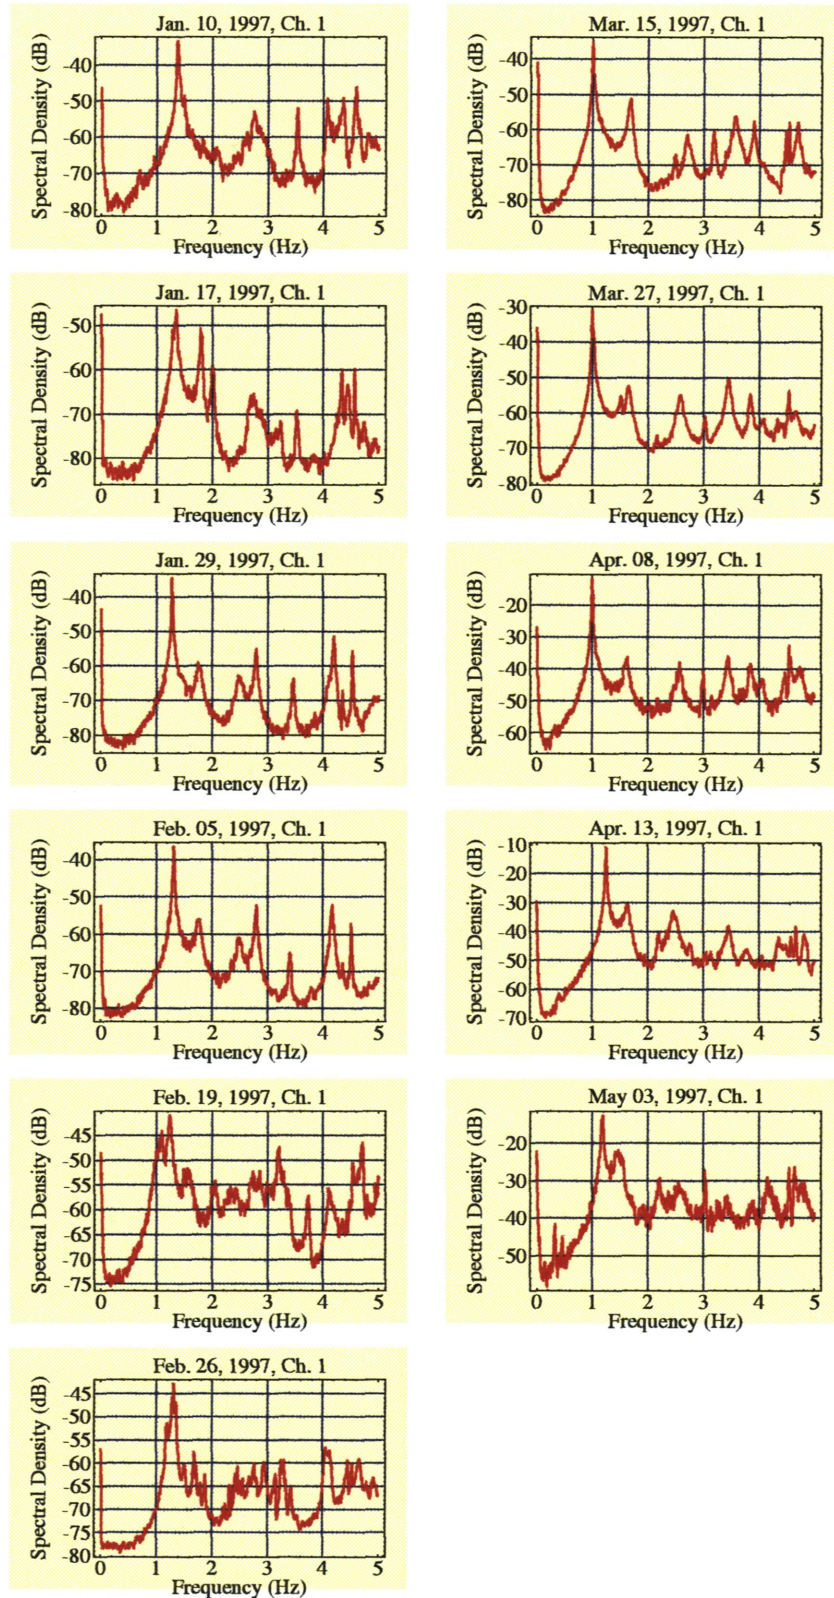 Jan. 10, 1997, Ch. 1
Spectral Density (dB)
-40
-50
-60
-70
-80
0 1 2 3 4 5
Frequency (Hz)
Jan. 17, 1997, Ch. 1
Spectral Density (dB)
-50
-60
-70
-80
0 1 2 3 4 5
Frequency (Hz)
Jan. 29, 1997, Ch. 1
Spectral Density (dB)
-40
-50
-60
-70
-80
0 1 2 3 4 5
Frequency (Hz)
Feb. 05, 1997, Ch. 1
Spectral Density (dB)
-40
-50
-60
-70
-80
0 1 2 3 4 5
Frequency (Hz)
Feb. 19, 1997, Ch. 1
Spectral Density (dB)
-45
-50
-55
-60
-65
-70
-75
0 1 2 3 4 5
Frequency (Hz)
Feb. 26, 1997, Ch. 1
Spectral Density (dB)
-45
-50
-55
-60
-65
-70
-75
-80
0 1 2 3 4 5
Frequency (Hz)
Mar. 15, 1997, Ch. 1
Spectral Density (dB)
-40
-50
-60
-70
-80
0 1 2 3 4 5
Frequency (Hz)
Mar. 27, 1997, Ch. 1
Spectral Density (dB)
-30
-40
-50
-60
-70
-80
0 1 2 3 4 5
Frequency (Hz)
Apr. 08, 1997, Ch. 1
Spectral Density (dB)
-20
-30
-40
-50
-60
0 1 2 3 4 5
Frequency (Hz)
Apr. 13, 1997, Ch. 1
Spectral Density (dB)
-10
-20
-30
-40
-50
-60
-70
0 1 2 3 4 5
Frequency (Hz)
May 03, 1997, Ch. 1
Spectral Density (dB)
-20
-30
-40
-50
0 1 2 3 4 5
Frequency (Hz)